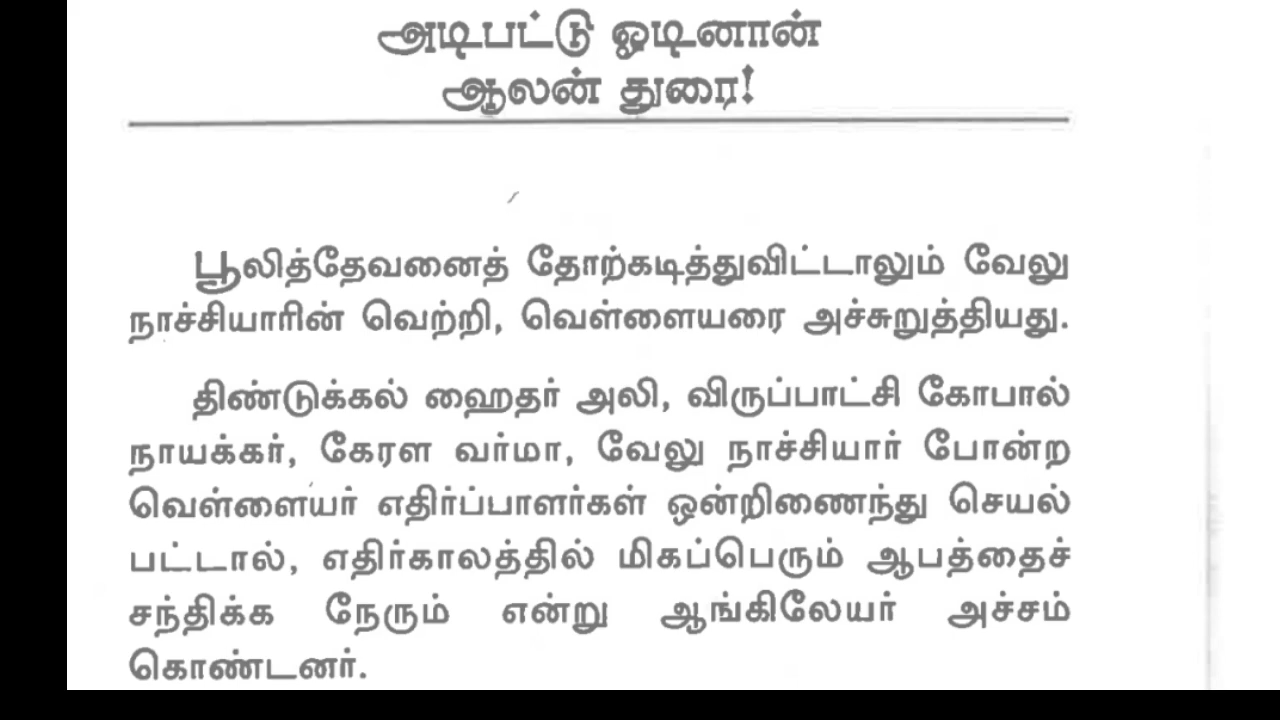 அடிபட்டு ஓடினான்
ஆலன் துரை!
பூலித்தேவனைத் தோற்கடித்துவிட்டாலும் வேலு
நாச்சியாரின் வெற்றி, வெள்ளையரை அச்சுறுத்தியது.
திண்டுக்கல் ஹைதர் அலி, விருப்பாட்சி கோபால்
நாயக்கர், கேரள வர்மா, வேலு நாச்சியார் போன்ற
வெள்ளையர் எதிர்ப்பாளர்கள் ஒன்றிணைந்து செயல்
பட்டால், எதிர்காலத்தில் மிகப்பெரும் ஆபத்தைச்
சந்திக்க நேரும் என்று ஆங்கிலேயர் அச்சம்
கொண்டனர்.